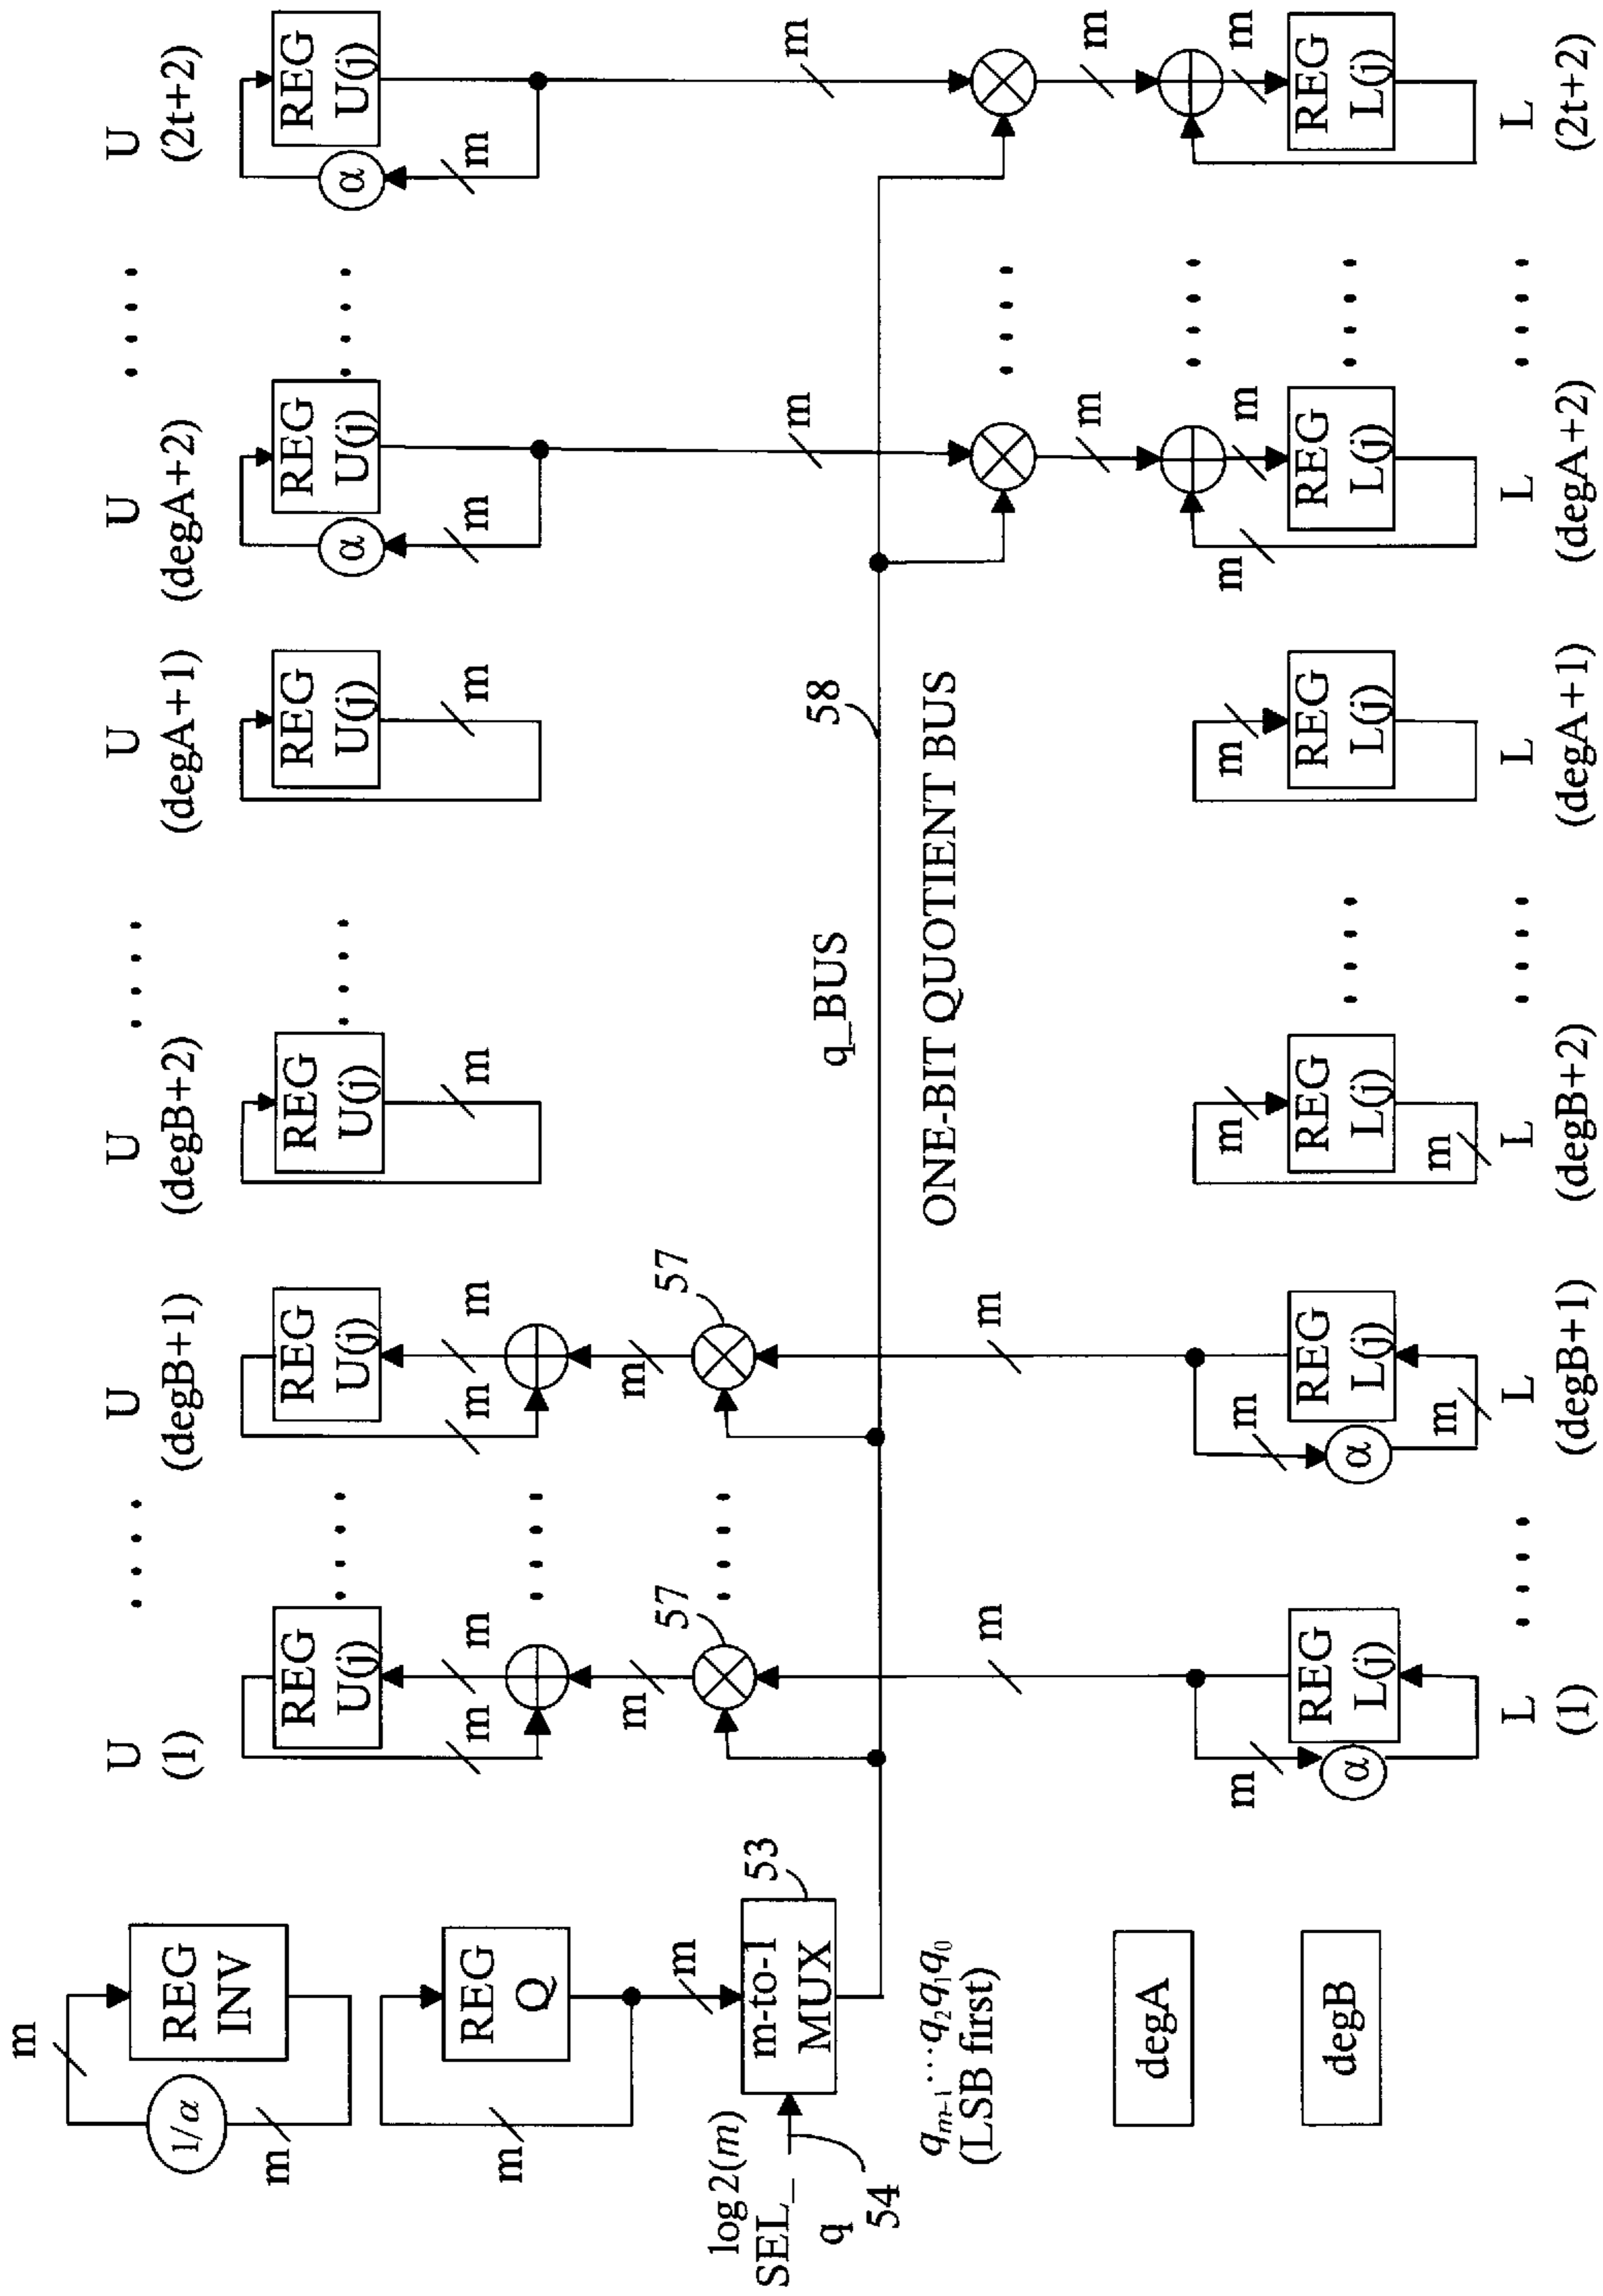 m
REG
INV
1/α
m
REG
Q
m
m
log2(m)
SEL_
q
54
m-to-1
MUX
53
qm-1····q2q1q0
(LSB first)
degA
degB
U
(1)
REG
U(j)
m
m
m
57
m
m
α
REG
L(j)
L
(1)
U
(degB+1)
REG
U(j)
m
m
m
57
m
m
α
REG
L(j)
m
L
(degB+1)
U
(degB+2)
REG
U(j)
m
q_BUS
58
ONE-BIT QUOTIENT BUS
m
REG
L(j)
m
L
(degB+2)
U
(degA+1)
REG
U(j)
m
m
REG
L(j)
L
(degA+1)
U
(degA+2)
REG
U(j)
α
m
m
m
m
m
REG
L(j)
L
(degA+2)
U
(2t+2)
REG
U(j)
α
m
m
m
m
REG
L(j)
L
(2t+2)